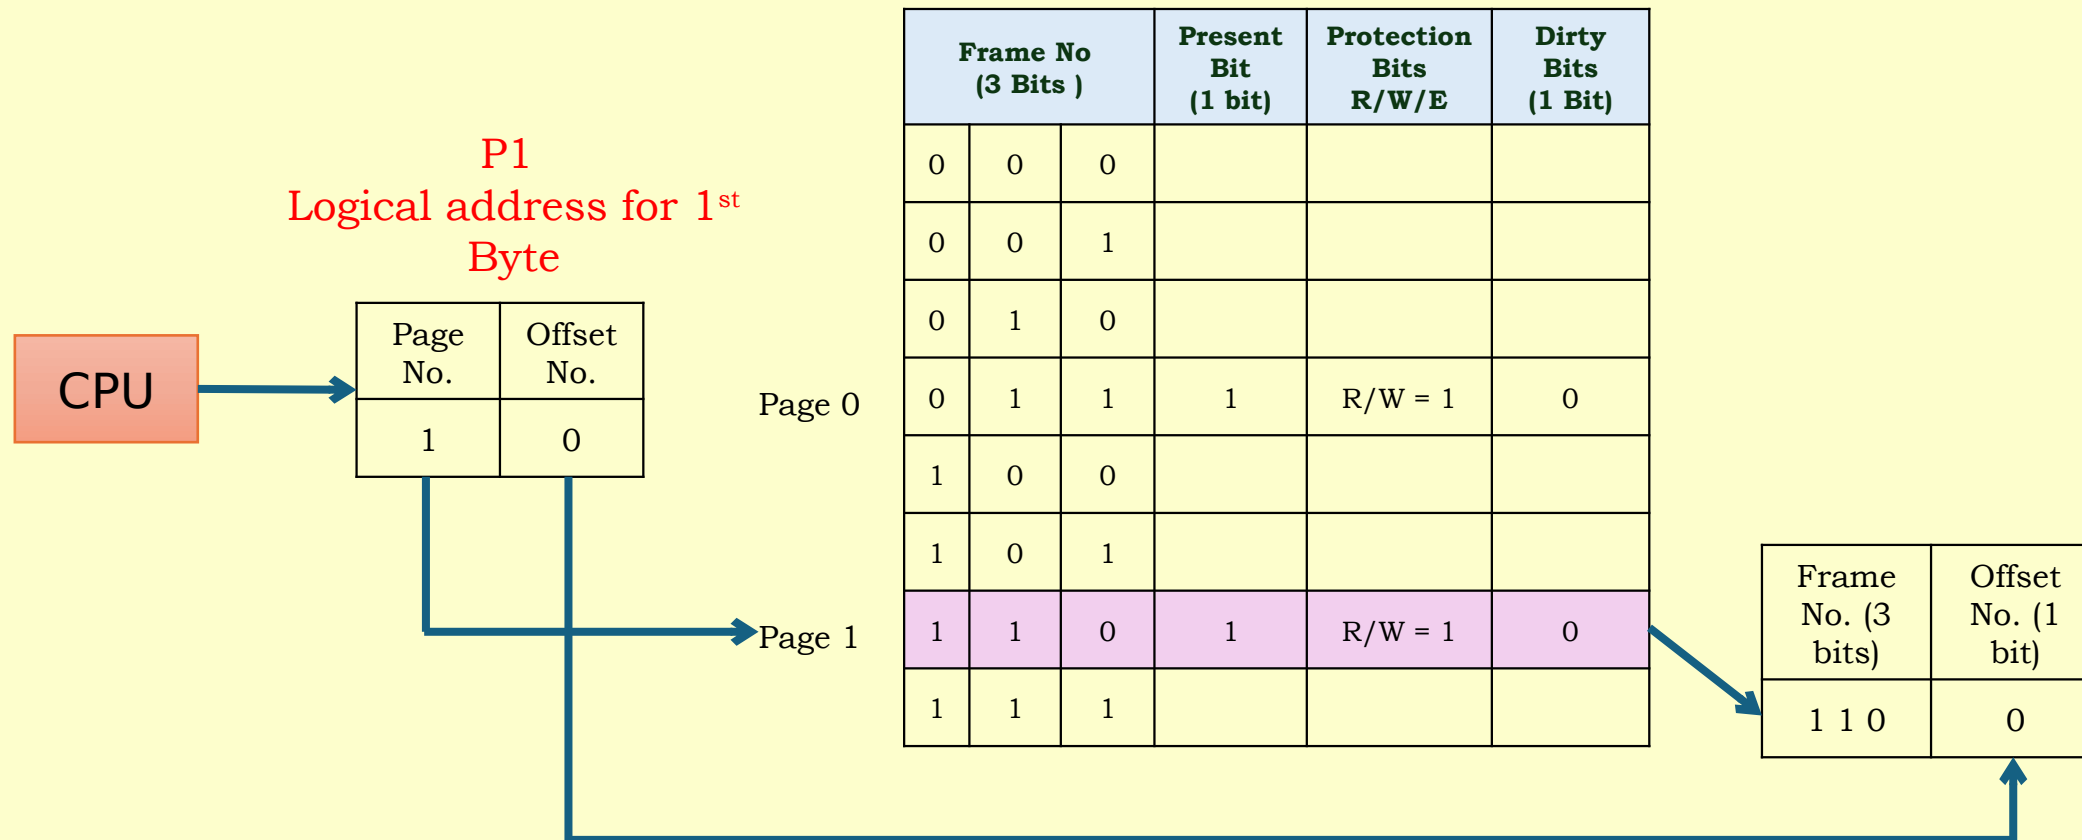 P1
Logical address for 1st
Byte
CPU
Page
No.
Offset
No.
1
0
Frame No
(3 Bits )
Present
Bit
(1 bit)
Protection
Bits
R/W/E
Dirty
Bits
(1 Bit)
0 0 0
0 0 1
0 1 0
Page 0 0 1 1 1 R/W = 1 0
1 0 0
1 0 1
Page 1 1 1 0 1 R/W = 1 0
1 1 1
Frame
No. (3
bits)
Offset
No. (1
bit)
1 1 0
0